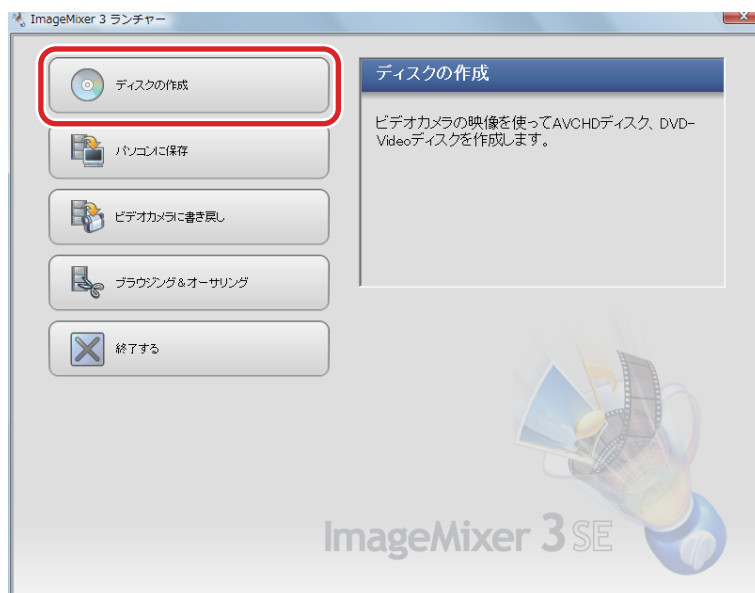 ImageMixer 3 ランチャー
ディスクの作成
パソコンに保存
ビデオカメラに書き戻し
ブラウジング&オーサリング
終了する
ディスクの作成
ビデオカメラの映像を使ってAVCHDディスク、DVD-
Videoディスクを作成します。
ImageMixer 3 SE